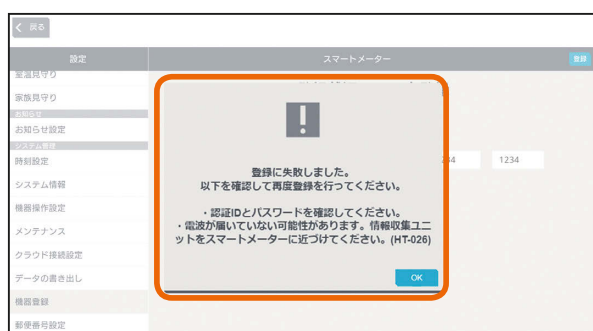 戻る
設定
スマートメーター
登録
室温見守り
家族見守り
お知らせ
お知らせ設定
システム管理
時刻設定
システム情報
機器操作設定
メンテナンス
クラウド接続設定
データの書き出し
機器登録
郵便番号設定
1234
登録に失敗しました。
以下を確認して再度登録を行ってください。
・認証IDとパスワードを確認してください。
・電波が届いていない可能性があります。情報収集ユニ
ットをスマートメーターに近づけてください。(HT-026)
OK